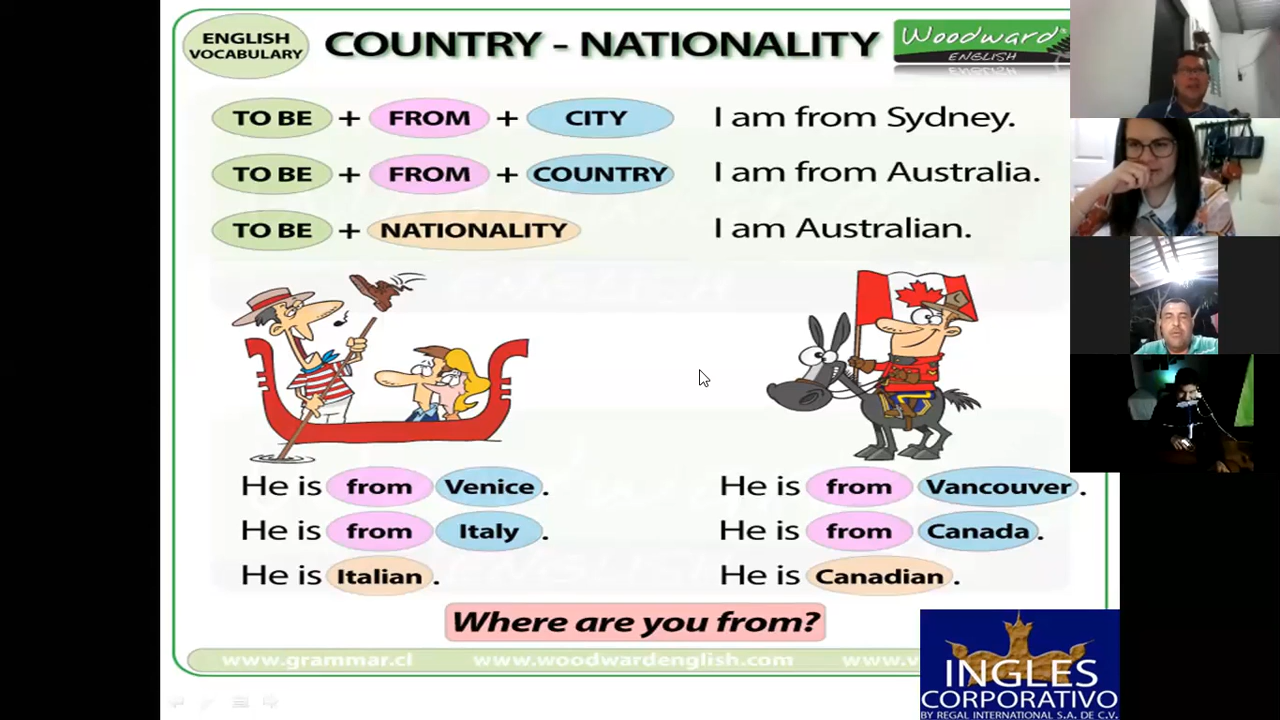 ENGLISH
VOCABULARY
COUNTRY - NATIONALITY
Woodward
ENGLISH
TO BE + FROM + CITY I am from Sydney.
TO BE + FROM + COUNTRY I am from Australia.
TO BE + NATIONALITY I am Australian.
He is from Venice. He is from Vancouver.
He is from Italy. He is from Canada.
He is Italian. He is Canadian.
Where are you from?
www.grammar.cl www.woodwardenglish.com
INGLES
CORPORATIVO
BY REGAL INTERNATIONAL S.A. DE C.V.